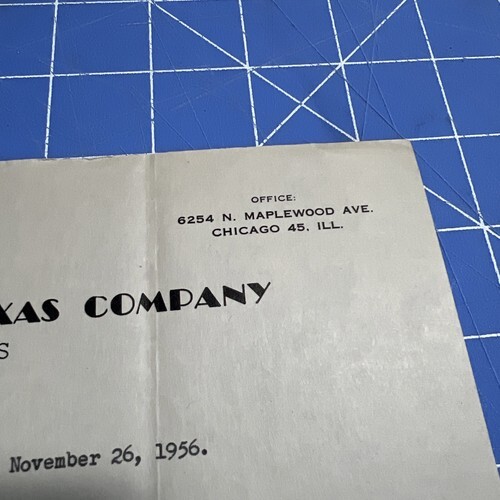 OFFICE:
6254 N. MAPLEWOOD AVE.
CHICAGO 45, ILL.
XAS COMPANY
S
November 26, 1956.